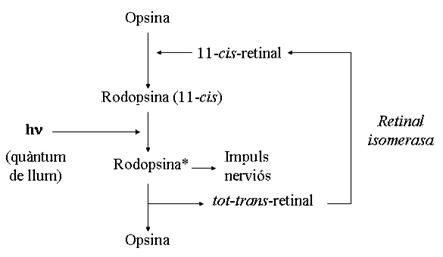 Opsina
11-cis-retinal
Rodopsina (11-cis)
Retinal
isomerasa
hν
(quàntum
de llum)
Rodopsina*
Impuls
nerviós
tot-trans-retinal
Opsina